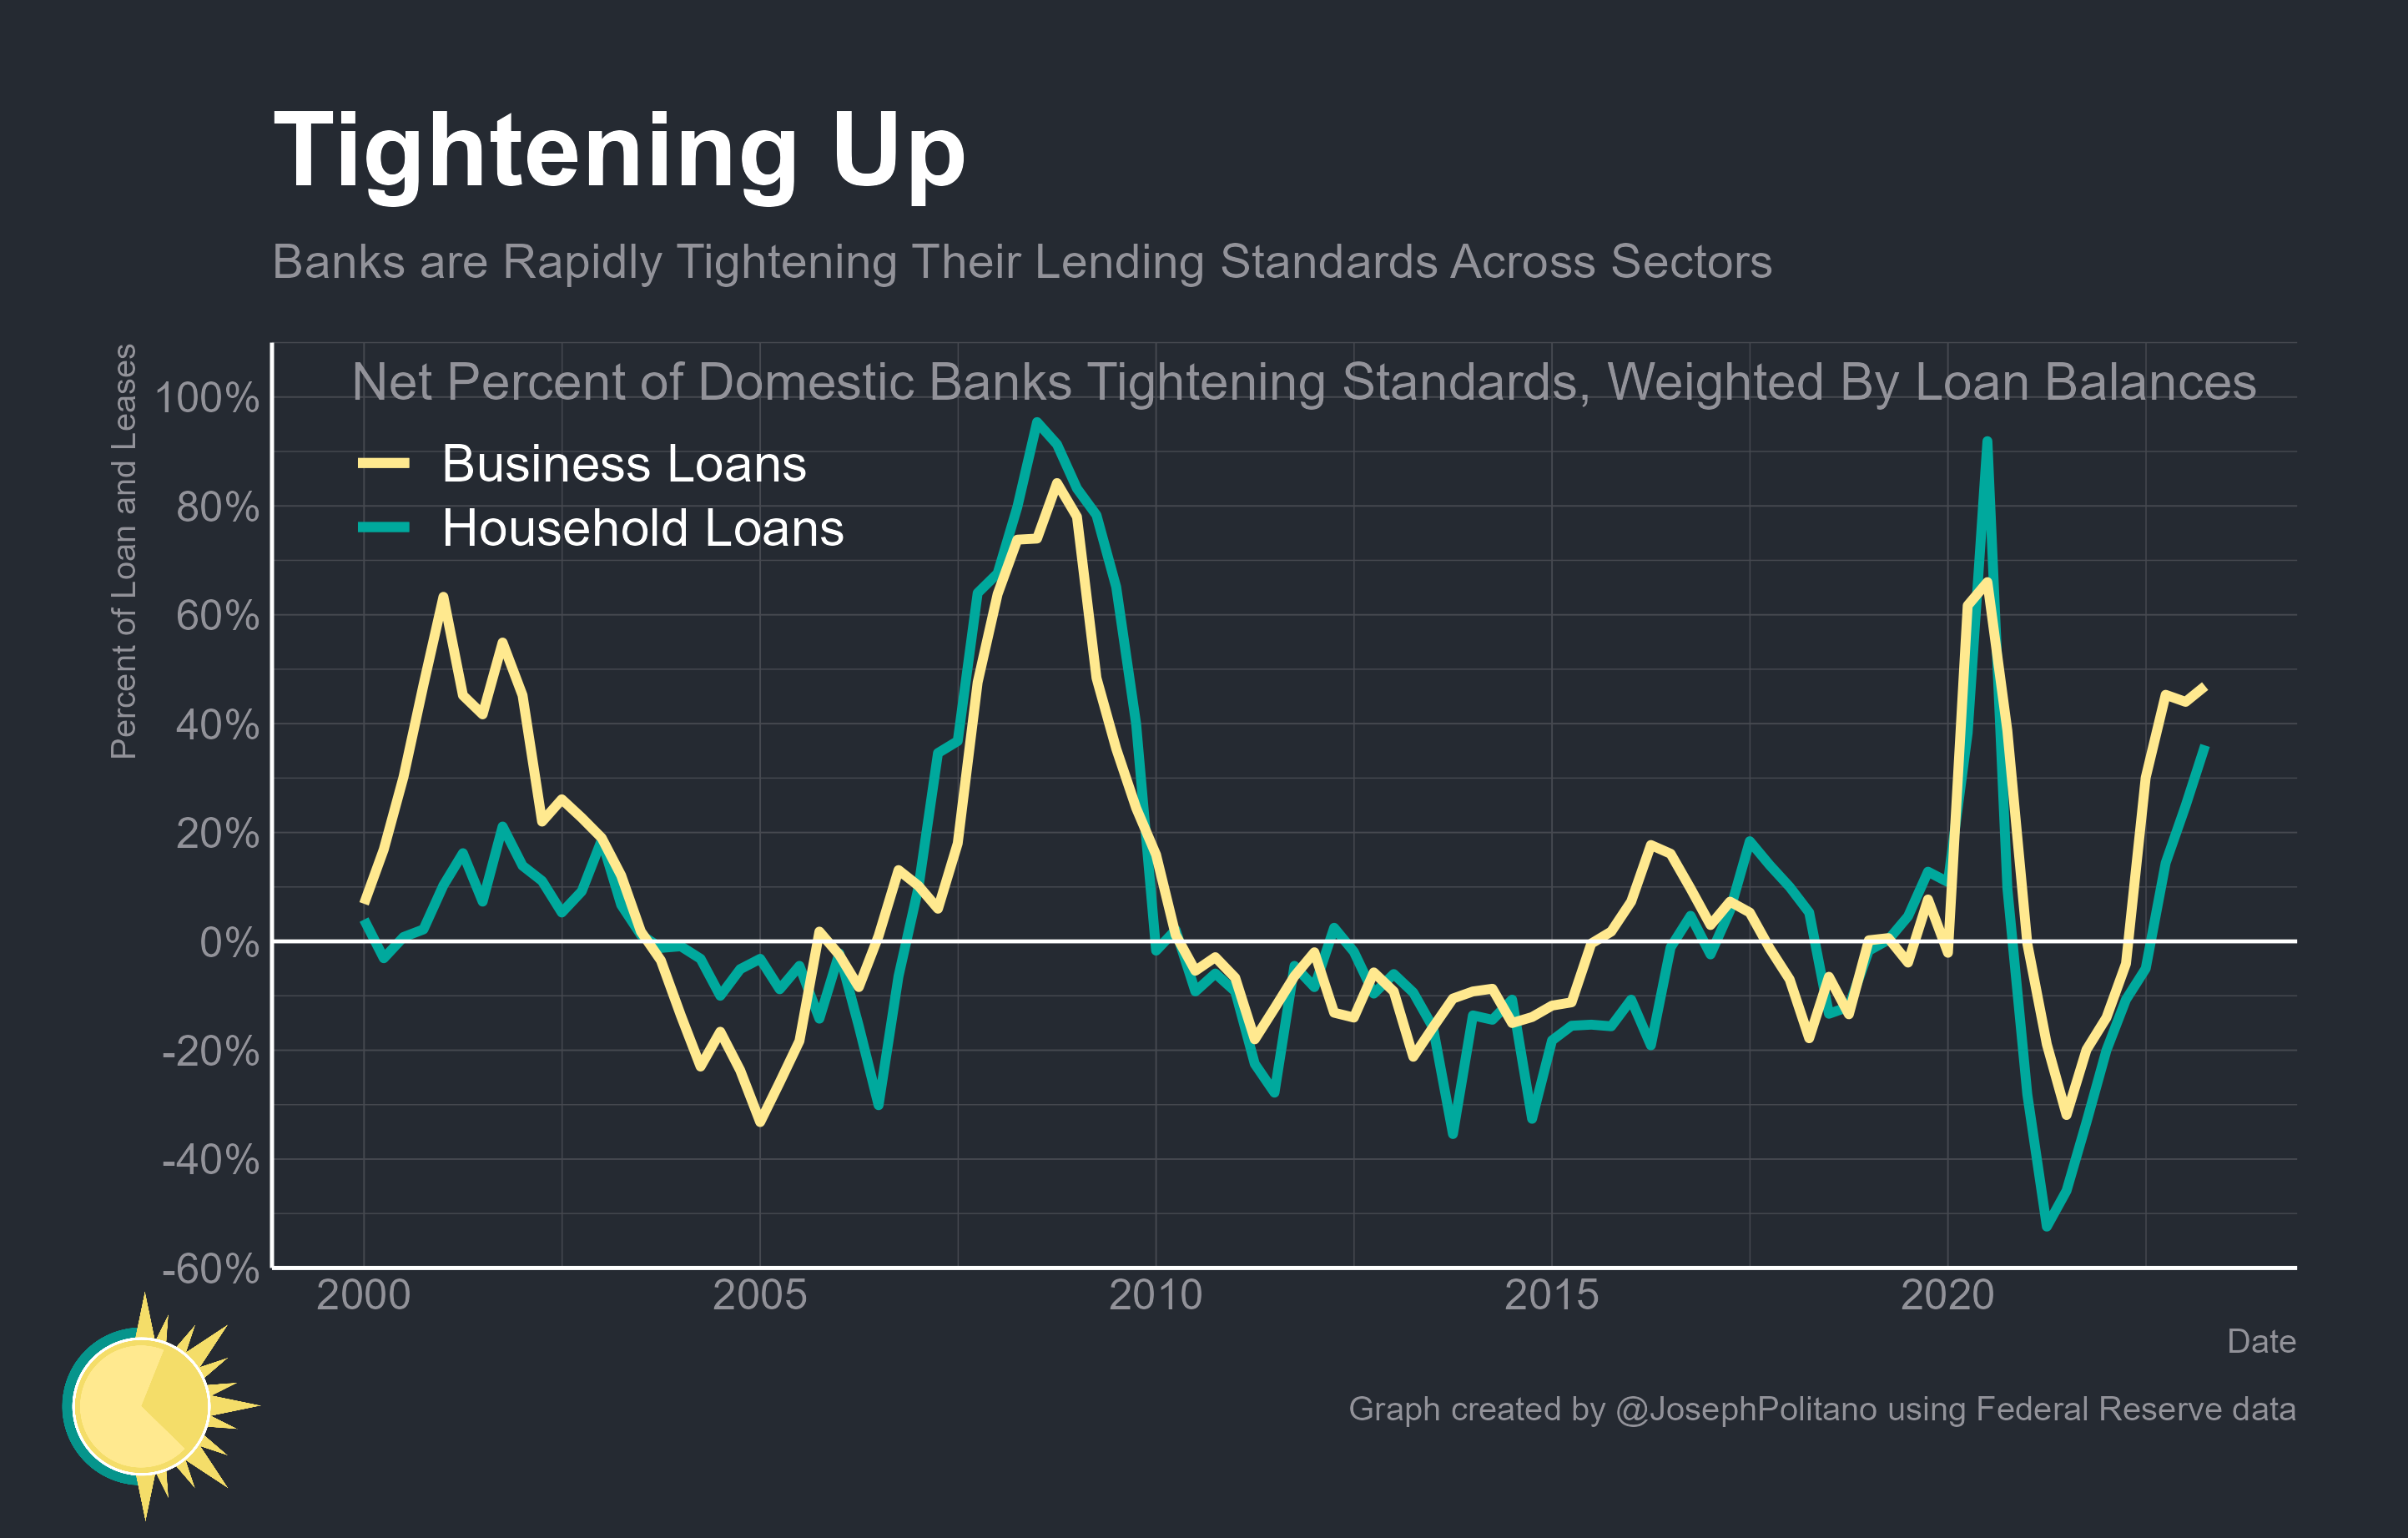 Tightening Up
Banks are Rapidly Tightening Their Lending Standards Across Sectors
Percent of Loan and Leases
Net Percent of Domestic Banks Tightening Standards, Weighted By Loan Balances
Business Loans
Household Loans
100%
80%
60%
40%
20%
0%
-20%
-40%
-60%
2000
2005
2010
2015
2020
Date
Graph created by @JosephPolitano using Federal Reserve data